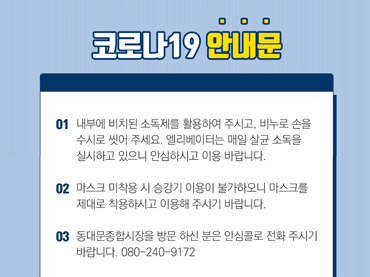 코로나19 안내문
01 내부에 비치된 소독제를 활용하여 주시고, 비누로 손을
수시로 씻어 주세요. 엘리베이터는 매일 살균 소독을
실시하고 있으니 안심하시고 이용 바랍니다.
02 마스크 미착용 시 승강기 이용이 불가하오니 마스크를
제대로 착용하시고 이용해 주시기 바랍니다.
03 동대문종합시장을 방문 하신 분은 안심콜로 전화 주시기
바랍니다. 080-240-9172